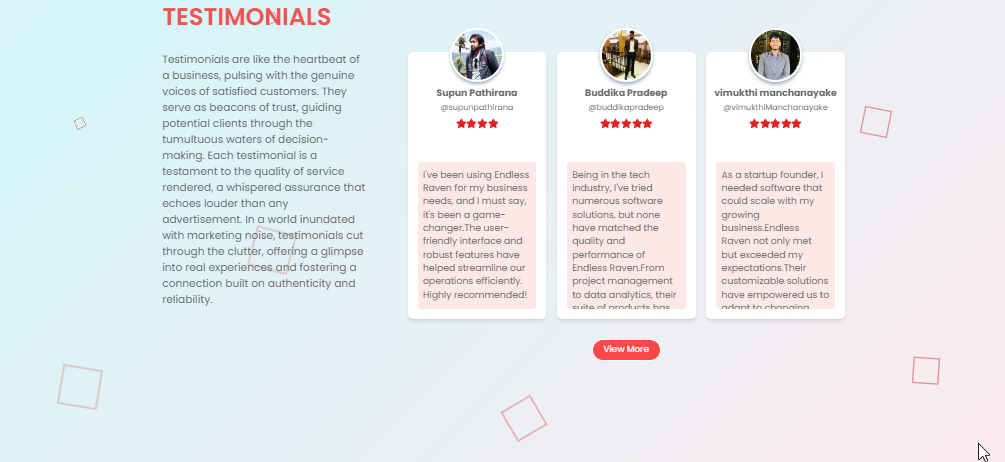 TESTIMONIALS
Testimonials are like the heartbeat of
a business, pulsing with the genuine
voices of satisfied customers. They
serve as beacons of trust, guiding
potential clients through the
tumultuous waters of decision-
making. Each testimonial is a
testament to the quality of service
rendered, a whispered assurance that
echoes louder than any
advertisement. In a world inundated
with marketing noise, testimonials cut
through the clutter, offering a glimpse
into real experiences and fostering a
connection built on authenticity and
reliability.
Supun Pathirana
@supunpathirana
I've been using Endless
Raven for my business
needs, and I must say,
it's been a game-
changer.The user-
friendly interface and
robust features have
helped streamline our
operations efficiently.
Highly recommended!
Buddika Pradeep
@buddikapradeep
Being in the tech
industry, I've tried
numerous software
solutions, but none
have matched the
quality and
performance of
Endless Raven.From
project management
to data analytics, their
suite of products has
vimukthi manchanayake
@vimukthiManchanayake
As a startup founder, I
needed software that
could scale with my
growing
business.Endless
Raven not only met
but exceeded my
expectations.Their
customizable solutions
have empowered us to
adapt to changing
View More